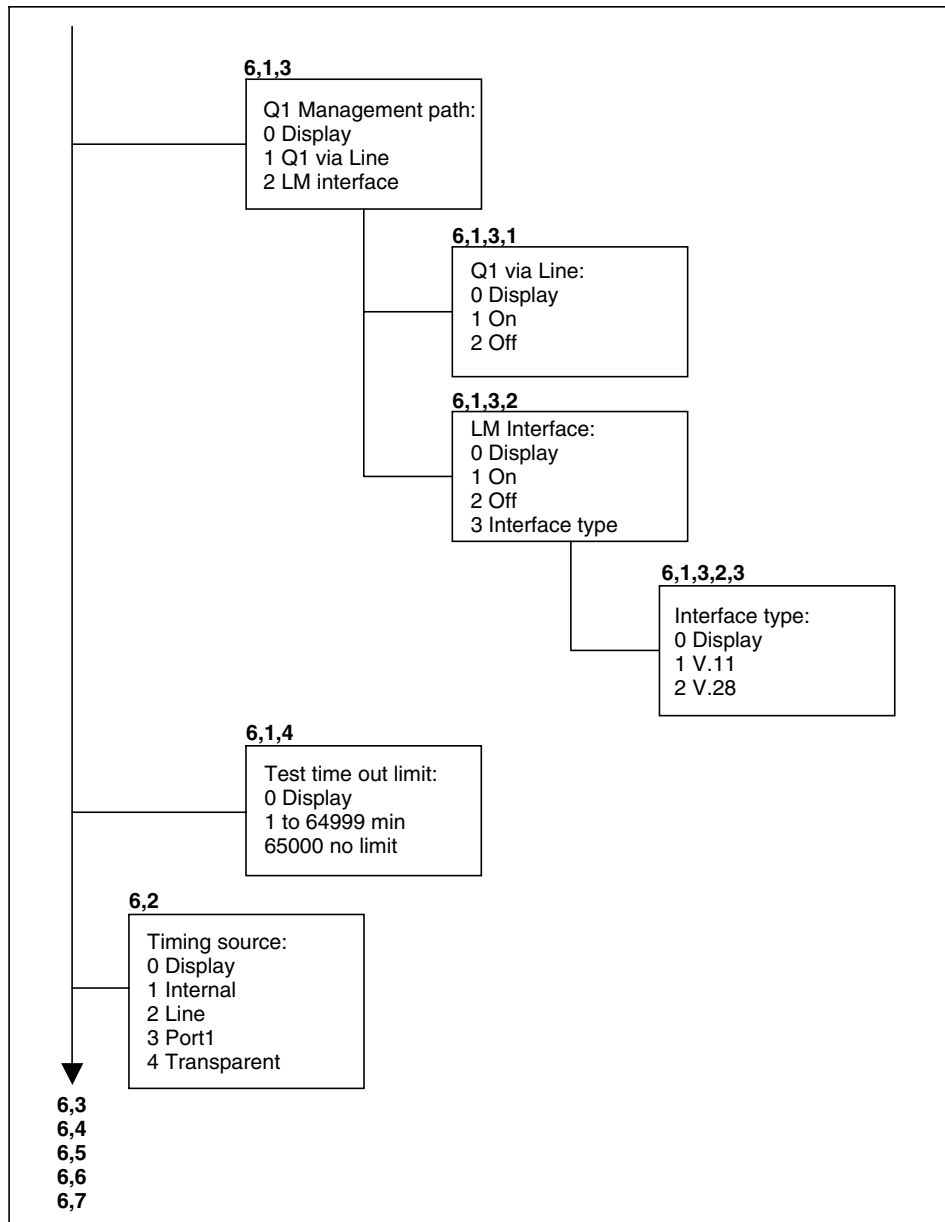 6,1,3
Q1 Management path:
0 Display
1 Q1 via Line
2 LM interface
6,1,3,1
Q1 via Line:
0 Display
1 On
2 Off
6,1,3,2
LM Interface:
0 Display
1 On
2 Off
3 Interface type
6,1,3,2,3
Interface type:
0 Display
1 V.11
2 V.28
6,1,4
Test time out limit:
0 Display
1 to 64999 min
65000 no limit
6,2
Timing source:
0 Display
1 Internal
2 Line
3 Port1
4 Transparent
6,3
6,4
6,5
6,6
6,7